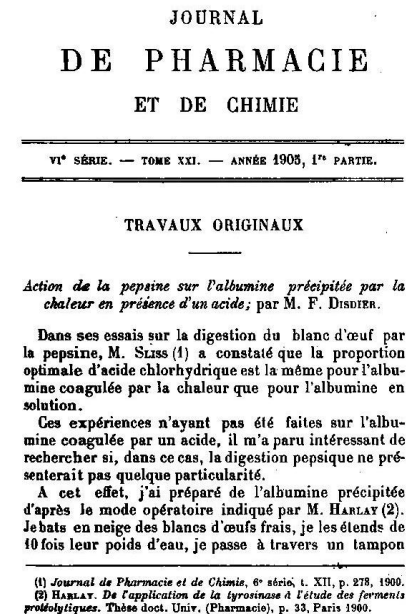 JOURNAL
DE PHARMACIE
ET DE CHIMIE
VIe SÉRIE. — TOME XXI. — ANNÉE 1905, 1re PARTIE.
TRAVAUX ORIGINAUX
Action de la pepsine sur l'albumine précipitée par la
chaleur en présence d'un acide; par M. F. DISDIER.
Dans ses essais sur la digestion du blanc d'œuf par
la pepsine, M. SLISS (1) a constaté que la proportion
optimale d'acide chlorhydrique est la même pour l'albu-
mine coagulée par la chaleur que pour l'albumine en
solution.
Ces expériences n'ayant pas été faites sur l'albu-
mine coagulée par un acide, il m'a paru intéressant de
rechercher si, dans ce cas, la digestion pepsique ne pré-
senterait pas quelque particularité.
A cet effet, j'ai préparé de l'albumine précipitée
d'après le mode opératoire indiqué par M. HARLAY (2).
Je bats en neige des blancs d'œufs frais, je les étends de
10 fois leur poids d'eau, je passe à travers un tampon
(1) Journal de Pharmacie et de Chimie, 6e série, t. XII, p. 278, 1900.
(2) HARLAY. De l'application de la tyrosinase à l'étude des ferments
protéolytiques. Thèse doct. Univ. (Pharmacie), p. 33, Paris 1900.